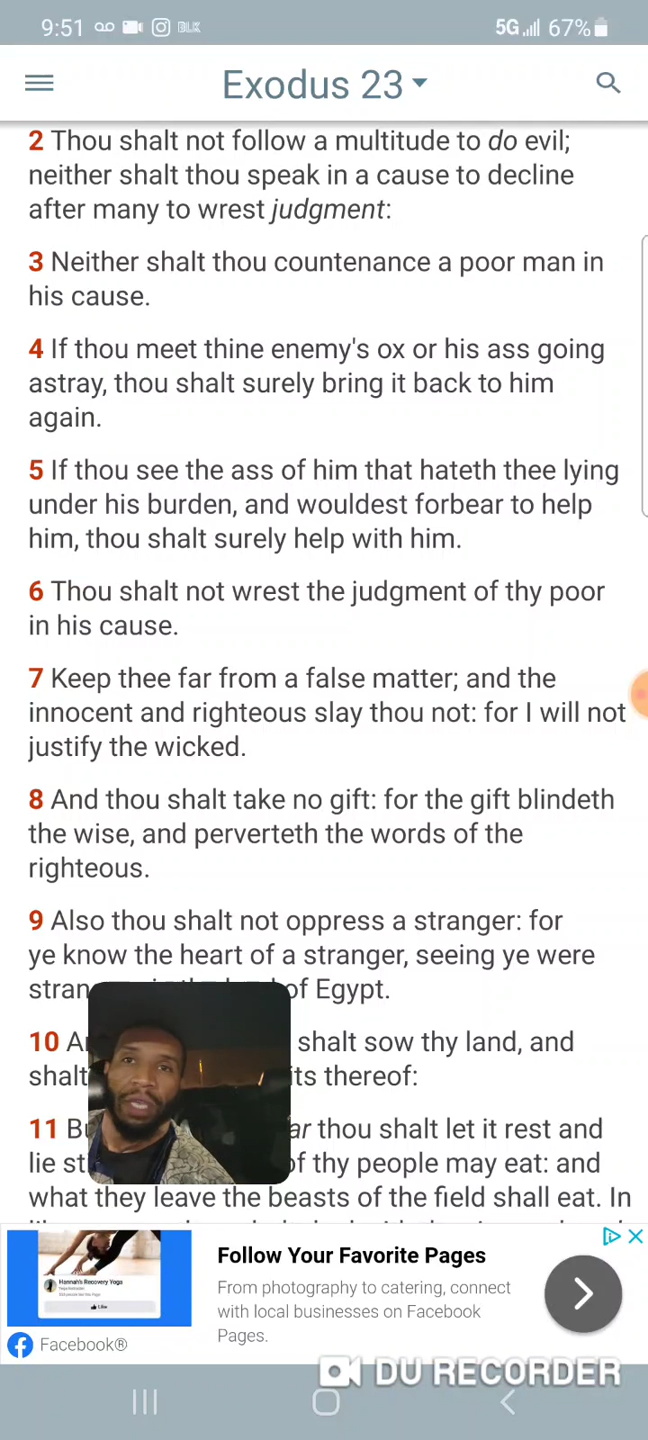 9:51 BLK 5G 67%
Exodus 23
2 Thou shalt not follow a multitude to do evil;
neither shalt thou speak in a cause to decline
after many to wrest judgment:
3 Neither shalt thou countenance a poor man in
his cause.
4 If thou meet thine enemy's ox or his ass going
astray, thou shalt surely bring it back to him
again.
5 If thou see the ass of him that hateth thee lying
under his burden, and wouldest forbear to help
him, thou shalt surely help with him.
6 Thou shalt not wrest the judgment of thy poor
in his cause.
7 Keep thee far from a false matter; and the
innocent and righteous slay thou not: for I will not
justify the wicked.
8 And thou shalt take no gift: for the gift blindeth
the wise, and perverteth the words of the
righteous.
9 Also thou shalt not oppress a stranger: for
ye know the heart of a stranger, seeing ye were
stran of Egypt.
10 shalt sow thy land, and
shalt its thereof:
11 thou shalt let it rest and
lie of thy people may eat: and
what they leave the beasts of the field shall eat. In
Hannah's Recovery Yoga
Like
Follow Your Favorite Pages
From photography to catering, connect
with local businesses on Facebook
Pages.
Facebook®
DU RECORDER